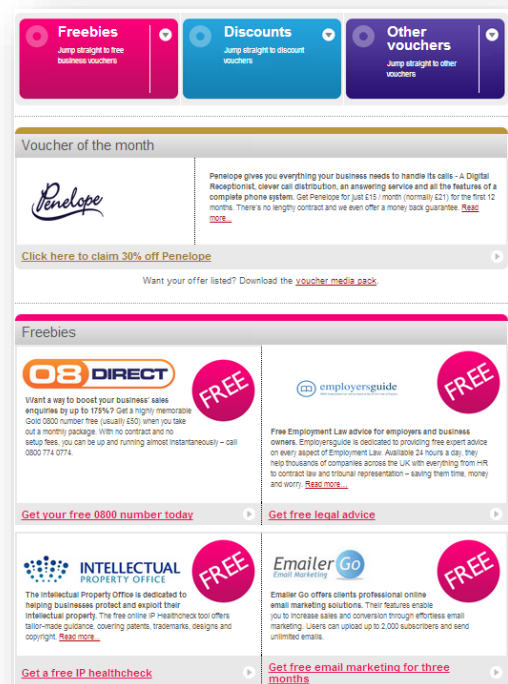 Freebies
Jump straight to free
business vouchers
Discounts
Jump straight to discount
vouchers
Other
vouchers
Jump straight to other
vouchers
Voucher of the month
Penelope
Penelope gives you everything your business needs to handle its calls - A Digital
Receptionist, clever call distribution, an answering service and all the features of a
complete phone system. Get Penelope for just £15 / month (normally £21) for the first 12
months. There's no lengthy contract and we even offer a money back guarantee. Read
more...
Click here to claim 30% off Penelope
Want your offer listed? Download the voucher media pack.
Freebies
08 DIRECT
FREE
Want a way to boost your business' sales
enquiries by up to 175%? Get a highly memorable
Gold 0800 number free (usually £50) when you take
out a monthly package. With no contract and no
setup fees, you can be up and running almost instantaneously – call
0800 774 0774.
Get your free 0800 number today
employersguide
FREE
Free Employment Law advice for employers and business
owners. Employersguide is dedicated to providing free expert advice
on every aspect of Employment Law. Available 24 hours a day, they
help thousands of companies across the UK with everything from HR
to contract law and tribunal representation – saving them time, money
and worry. Read more...
Get free legal advice
INTELLECTUAL
PROPERTY OFFICE
FREE
The Intellectual Property Office is dedicated to
helping businesses protect and exploit their
intellectual property. The free online IP Healthcheck tool offers
tailor-made guidance, covering patents, trademarks, designs and
copyright. Read more...
Get a free IP healthcheck
Emailer Go
Email Marketing
FREE
Emailer Go offers clients professional online
email marketing solutions. Their features enable
you to increase sales and conversion through effortless email
marketing. Users can upload up to 2,000 subscribers and send
unlimited emails.
Get free email marketing for three
months